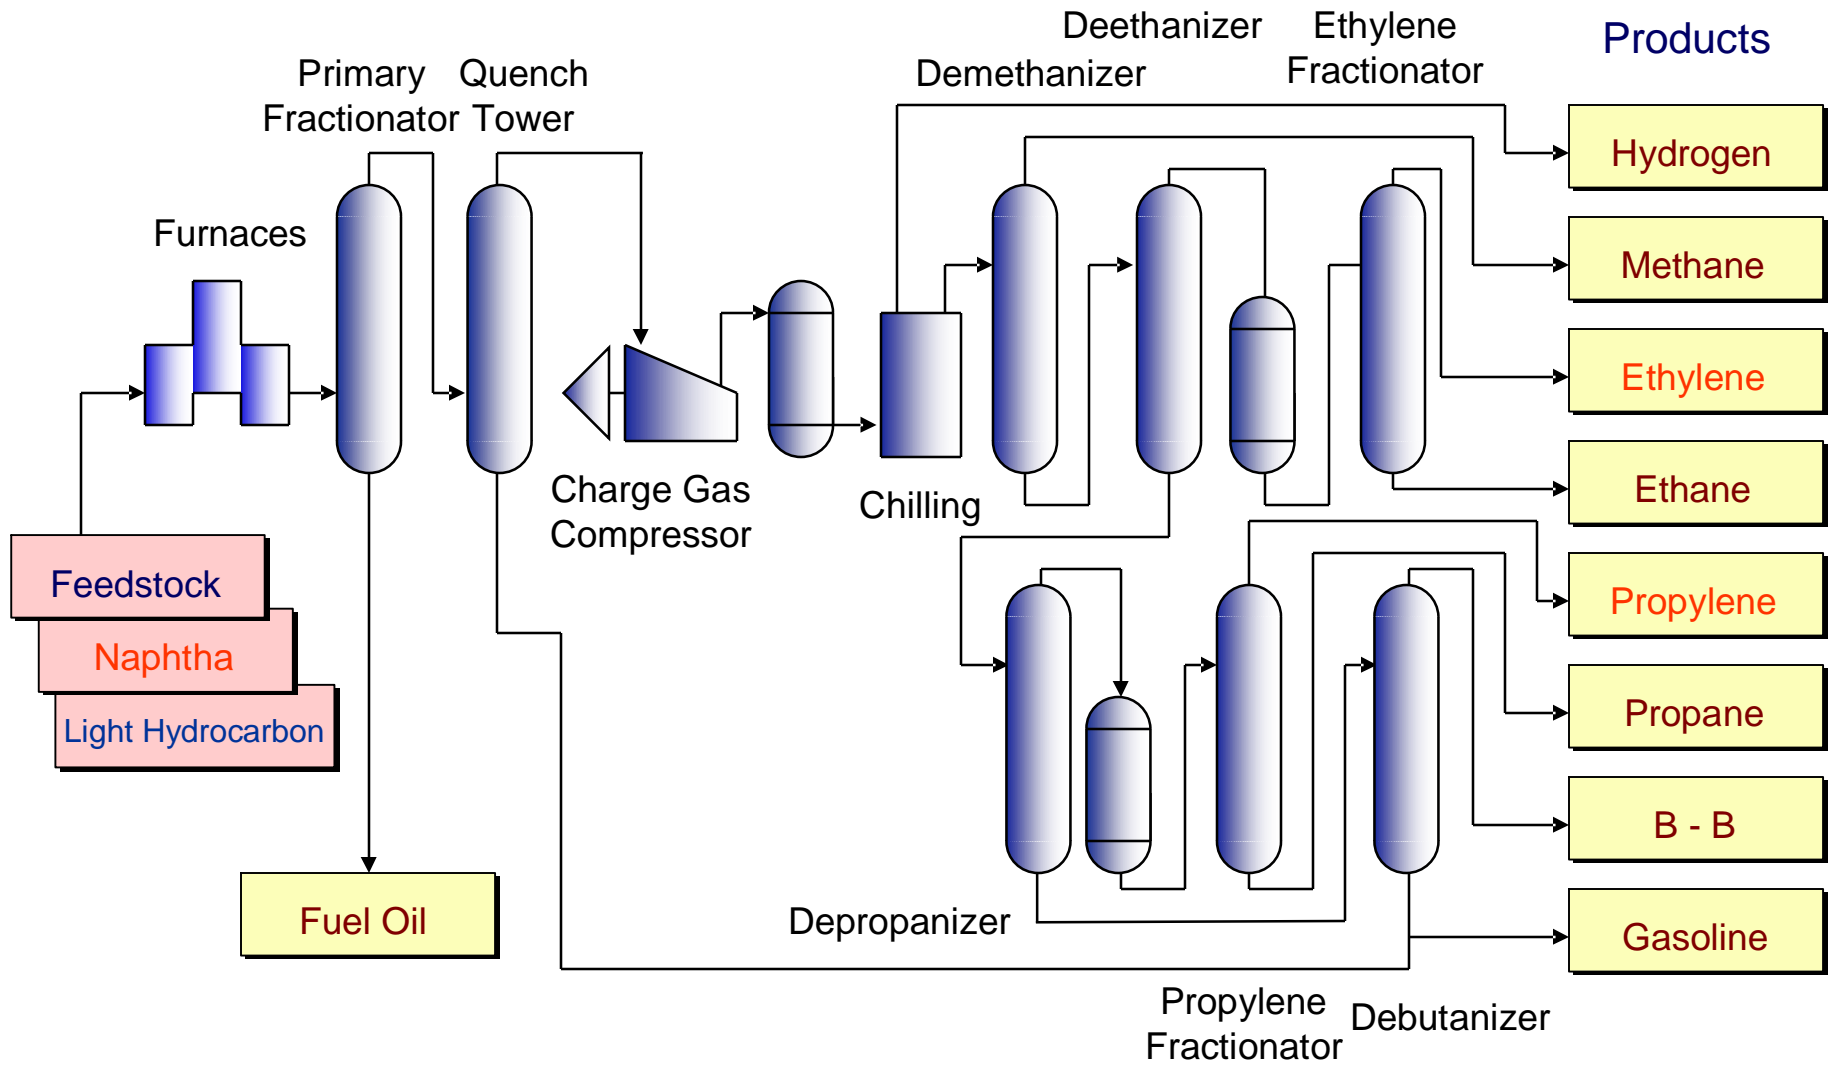 Deethanizer
Ethylene
Fractionator
Products
Primary
Fractionator
Quench
Tower
Demethanizer
Hydrogen
Furnaces
Methane
Ethylene
Charge Gas
Compressor
Chilling
Ethane
Feedstock
Naphtha
Light Hydrocarbon
Propylene
Propane
B - B
Fuel Oil
Depropanizer
Gasoline
Propylene
Fractionator
Debutanizer